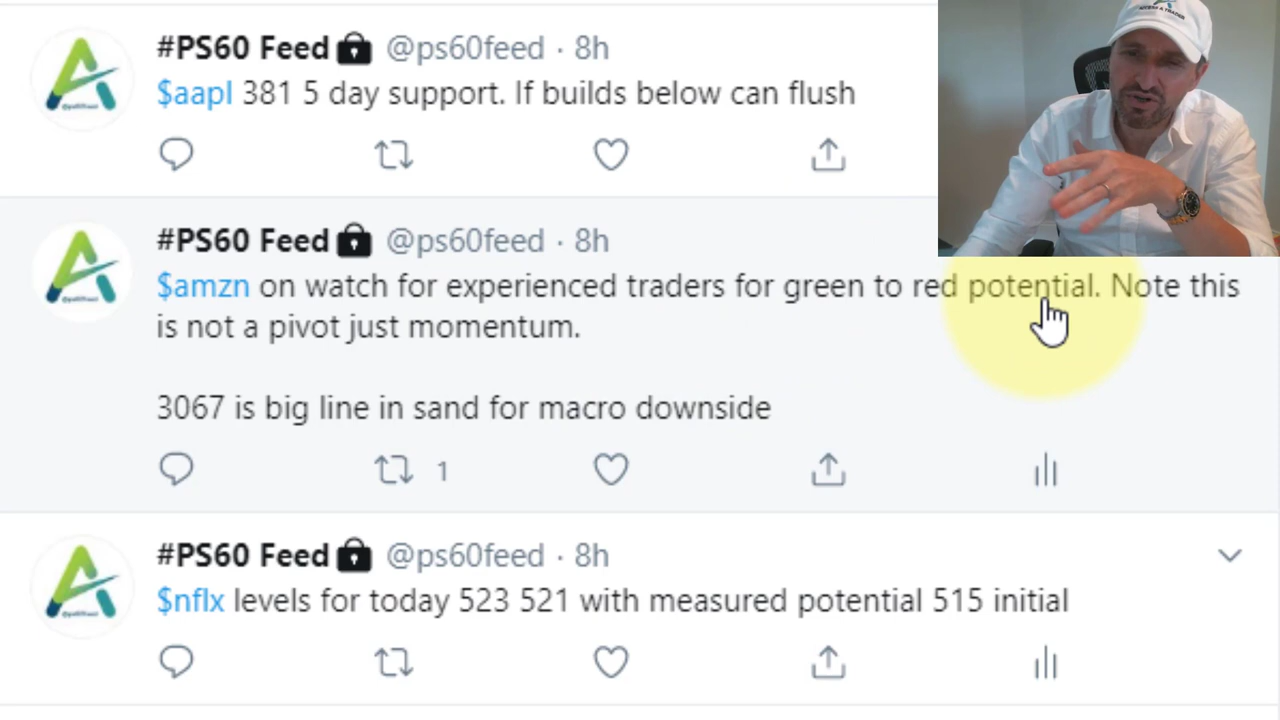 #PS60 Feed @ps60feed · 8h
$aapl 381 5 day support. If builds below can flush
#PS60 Feed @ps60feed · 8h
$amzn on watch for experienced traders for green to red potential. Note this
is not a pivot just momentum.
3067 is big line in sand for macro downside
1
#PS60 Feed @ps60feed · 8h
$nflx levels for today 523 521 with measured potential 515 initial